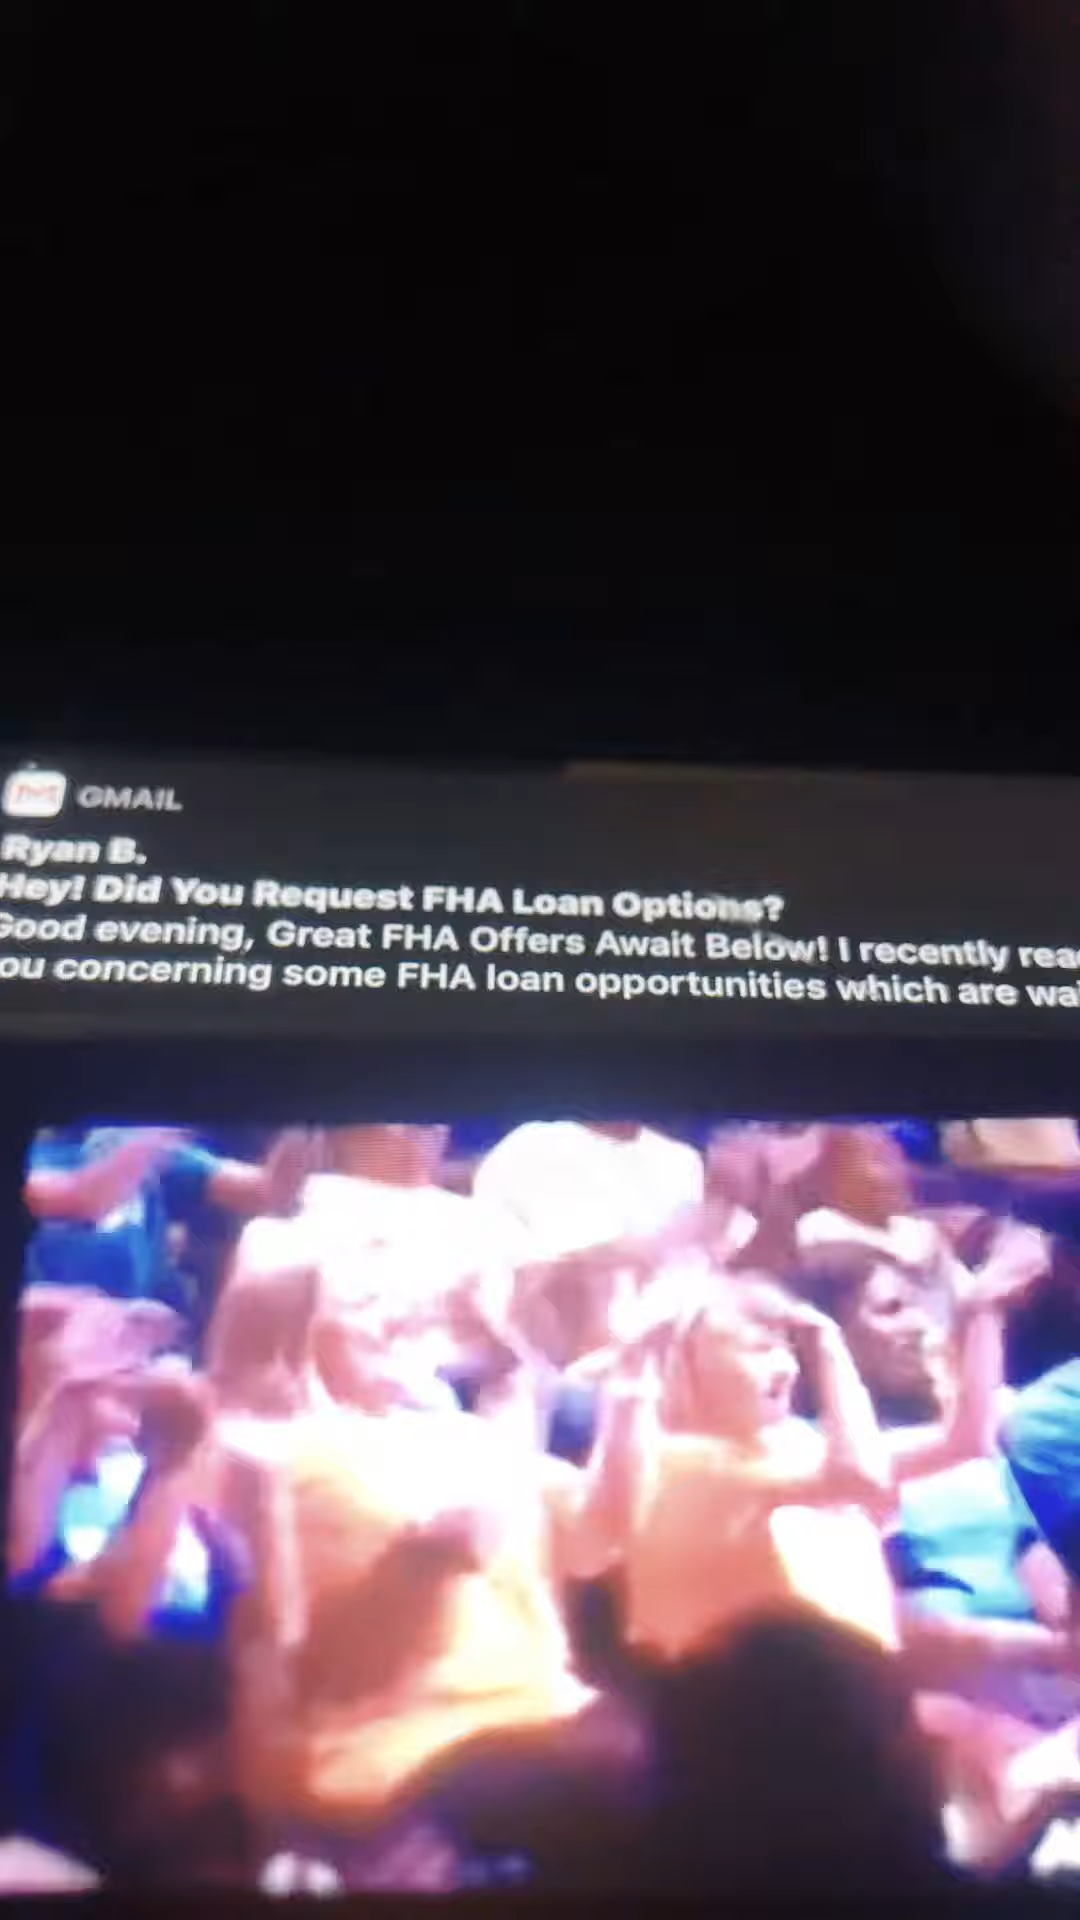 GMAIL
Ryan B.
Hey! Did You Request FHA Loan Options?
Good evening, Great FHA Offers Await Below! I recently
concerning some FHA loan opportunities which are